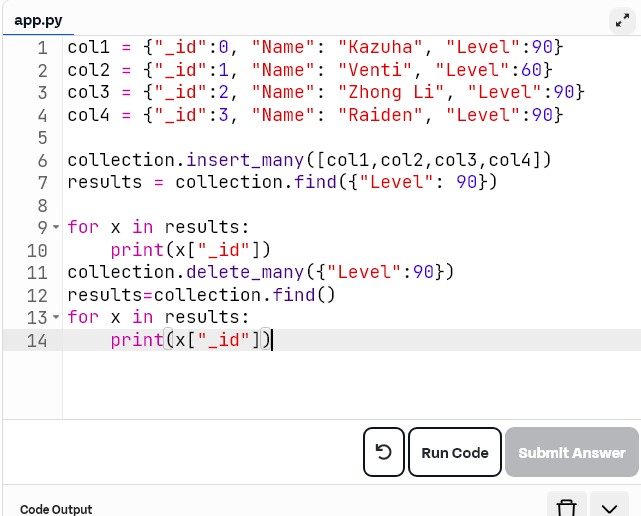 app.py
1 col1 = {"_id":0, "Name": "Kazuha", "Level":90}
2 col2 = {"_id":1, "Name": "Venti", "Level":60}
3 col3 = {"_id":2, "Name": "Zhong Li", "Level":90}
4 col4 = {"_id":3, "Name": "Raiden", "Level":90}
5
6 collection.insert_many([col1,col2,col3,col4])
7 results = collection.find({"Level": 90})
8
9 for x in results:
10     print(x["_id"])
11 collection.delete_many({"Level":90})
12 results=collection.find()
13 for x in results:
14     print(x["_id"])
Run Code Submit Answer
Code Output